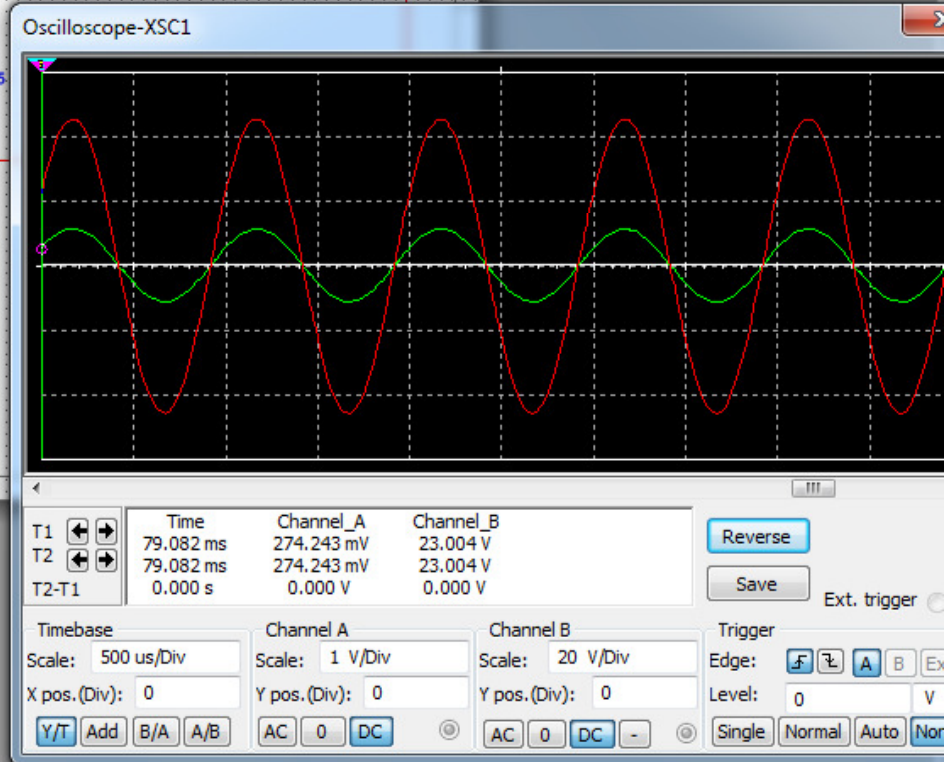 Oscilloscope-XSC1
Time Channel_A Channel_B
T1 79.082 ms 274.243 mV 23.004 V
T2 79.082 ms 274.243 mV 23.004 V
T2-T1 0.000 s 0.000 V 0.000 V
Reverse
Save
Ext. trigger
Timebase
Scale: 500 us/Div
X pos.(Div): 0
Y/T Add B/A A/B
Channel A
Scale: 1 V/Div
Y pos.(Div): 0
AC 0 DC
Channel B
Scale: 20 V/Div
Y pos.(Div): 0
AC 0 DC -
Trigger
Edge: A B Ex
Level: 0 V
Single Normal Auto Non